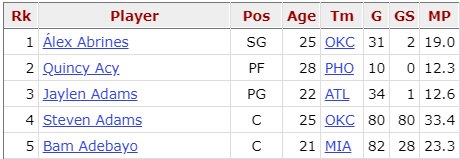 Rk Player Pos Age Tm G GS MP
1 Álex Abrines SG 25 OKC 31 2 19.0
2 Quincy Acy PF 28 PHO 10 0 12.3
3 Jaylen Adams PG 22 ATL 34 1 12.6
4 Steven Adams C 25 OKC 80 80 33.4
5 Bam Adebayo C 21 MIA 82 28 23.3